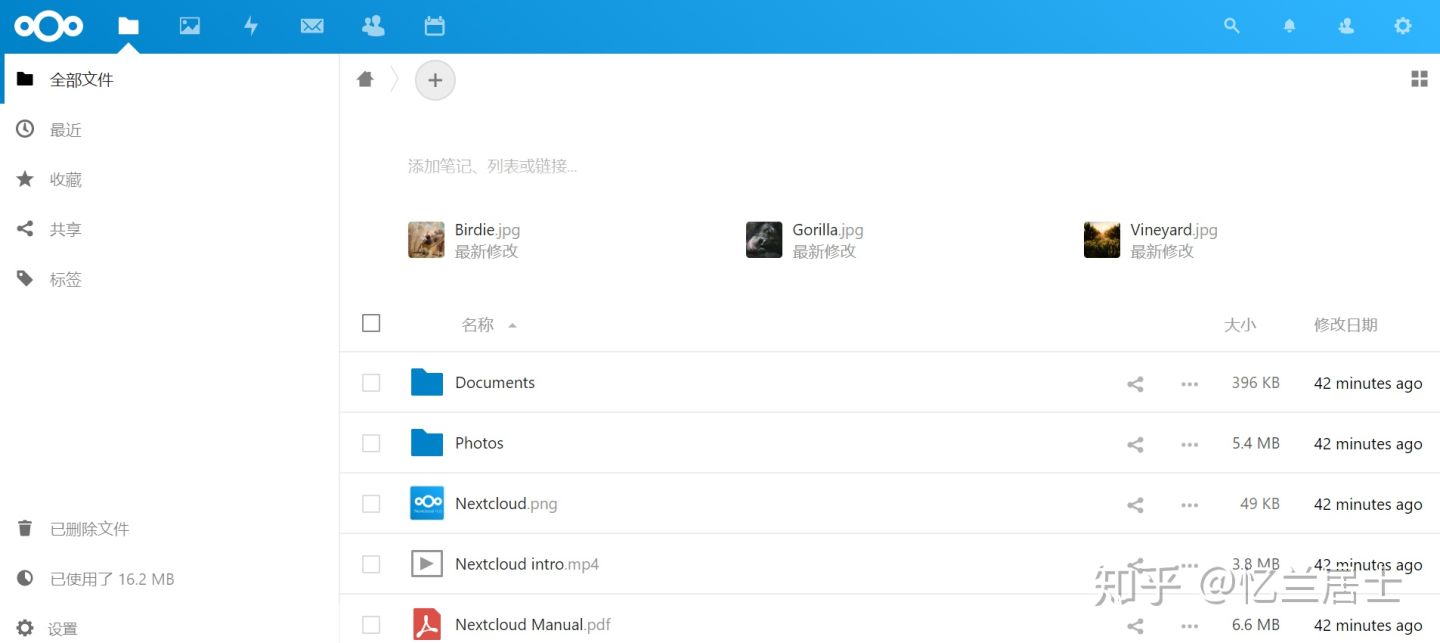 全部文件
最近
收藏
共享
标签
已删除文件
已使用了 16.2 MB
设置
添加笔记、列表或链接...
Birdie.jpg
最新修改
Gorilla.jpg
最新修改
Vineyard.jpg
最新修改
名称 大小 修改日期
Documents 396 KB 42 minutes ago
Photos 5.4 MB 42 minutes ago
Nextcloud.png 49 KB 42 minutes ago
Nextcloud intro.mp4 3.8 MB 42 minutes ago
Nextcloud Manual.pdf 6.6 MB 42 minutes ago
知乎 @忆兰居士